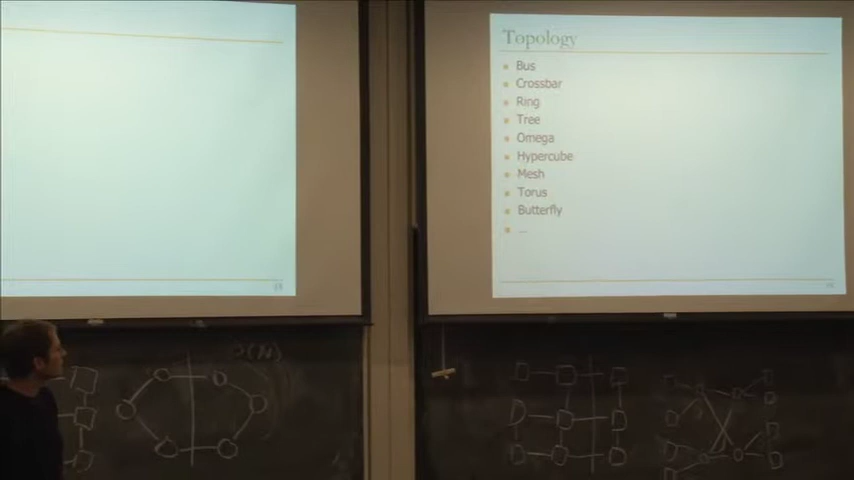 Topology
Bus
Crossbar
Ring
Tree
Omega
Hypercube
Mesh
Torus
Butterfly
...